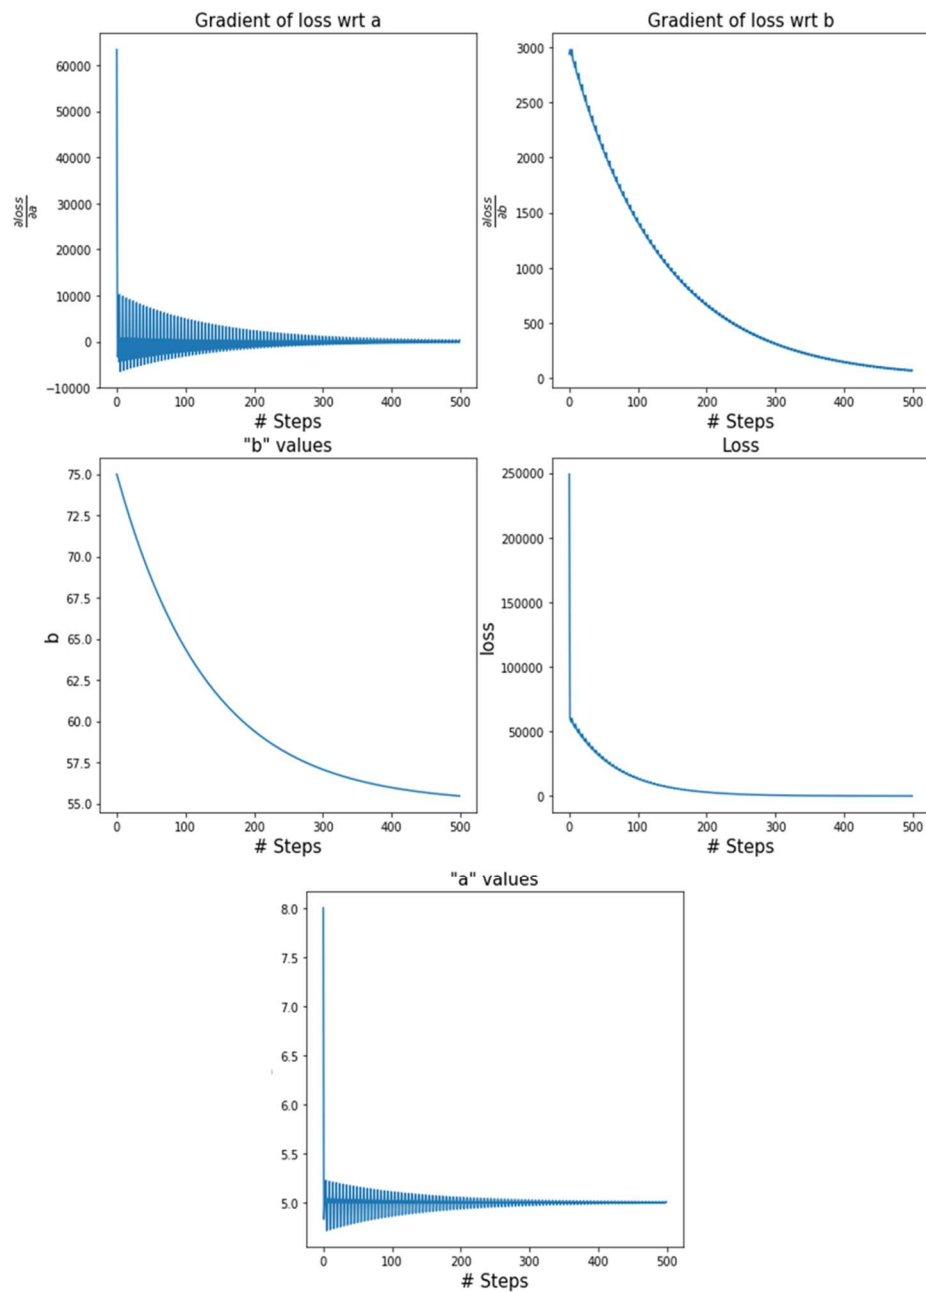 Gradient of loss wrt a
60000
50000
40000
30000
20000
10000
0
−10000
∂loss
∂a
0 100 200 300 400 500
# Steps
Gradient of loss wrt b
3000
2500
2000
1500
1000
500
0
∂loss
∂b
0 100 200 300 400 500
# Steps
"b" values
75.0
72.5
70.0
67.5
65.0
62.5
60.0
57.5
55.0
b
0 100 200 300 400 500
# Steps
Loss
250000
200000
150000
100000
50000
0
loss
0 100 200 300 400 500
# Steps
"a" values
8.0
7.5
7.0
6.5
6.0
5.5
5.0
0 100 200 300 400 500
# Steps